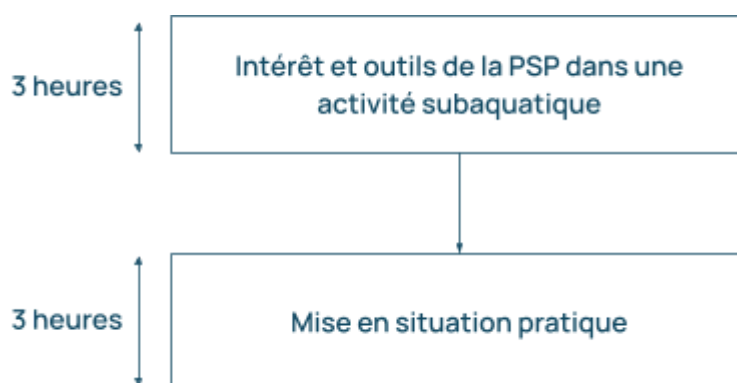 3 heures
Intérêt et outils de la PSP dans une
activité subaquatique
3 heures
Mise en situation pratique